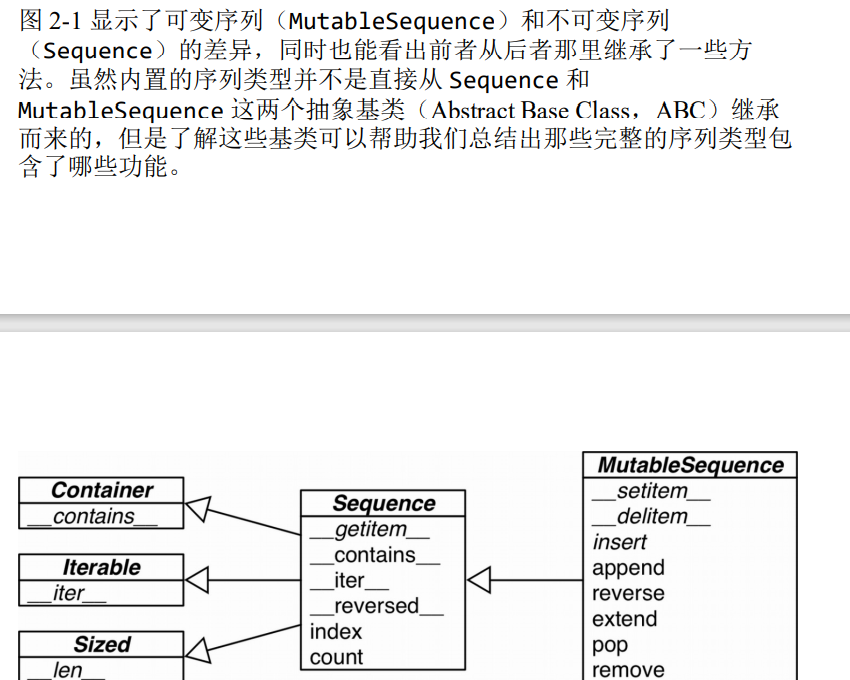 图 2-1 显示了可变序列（MutableSequence）和不可变序列
（Sequence）的差异，同时也能看出前者从后者那里继承了一些方
法。虽然内置的序列类型并不是直接从 Sequence 和
MutableSequence 这两个抽象基类（Abstract Base Class，ABC）继承
而来的，但是了解这些基类可以帮助我们总结出那些完整的序列类型包
含了哪些功能。
Container
__contains__
Iterable
__iter__
Sized
__len__
Sequence
__getitem__
__contains__
__iter__
__reversed__
index
count
MutableSequence
__setitem__
__delitem__
insert
append
reverse
extend
pop
remove